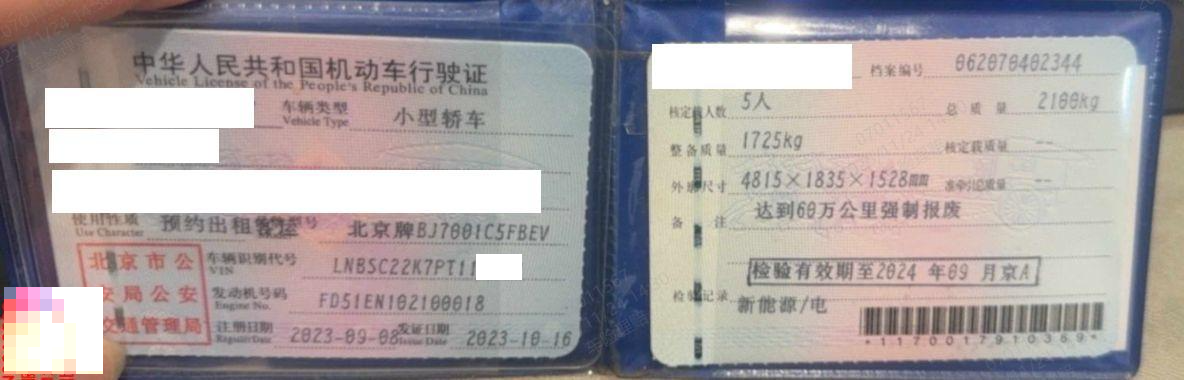 中华人民共和国机动车行驶证
Vehicle License of the People's Republic of China
车辆类型 小型轿车
Vehicle Type
使用性质 预约出租客运 型号 北京牌BJ7001C5FBEV
Use Character
北京市公
安局公安
交通管理局
车辆识别代号 LNBSC22K7PT11
VIN
发动机号码 FD51EN102100018
Engine No.
注册日期 2023-09-08 发证日期 2023-10-16
Register Date Issue Date
档案编号 062070402344
核定载人数 5人 总质量 2100kg
整备质量 1725kg 核定载质量 --
外廓尺寸 4815×1835×1528mm 准牵引总质量 --
备注 达到60万公里强制报废
检验有效期至2024年09月京A
检验记录
新能源/电
*1170017910359*